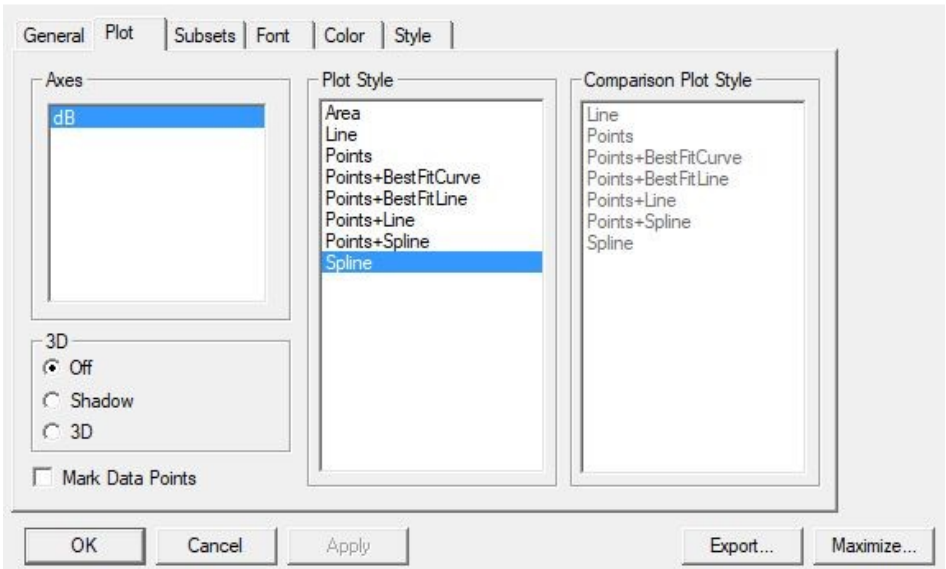 General Plot Subsets Font Color Style
Axes
dB
3D
Off
Shadow
3D
Mark Data Points
Plot Style
Area
Line
Points
Points+BestFitCurve
Points+BestFitLine
Points+Line
Points+Spline
Spline
Comparison Plot Style
Line
Points
Points+BestFitCurve
Points+BestFitLine
Points+Line
Points+Spline
Spline
OK Cancel Apply Export... Maximize...